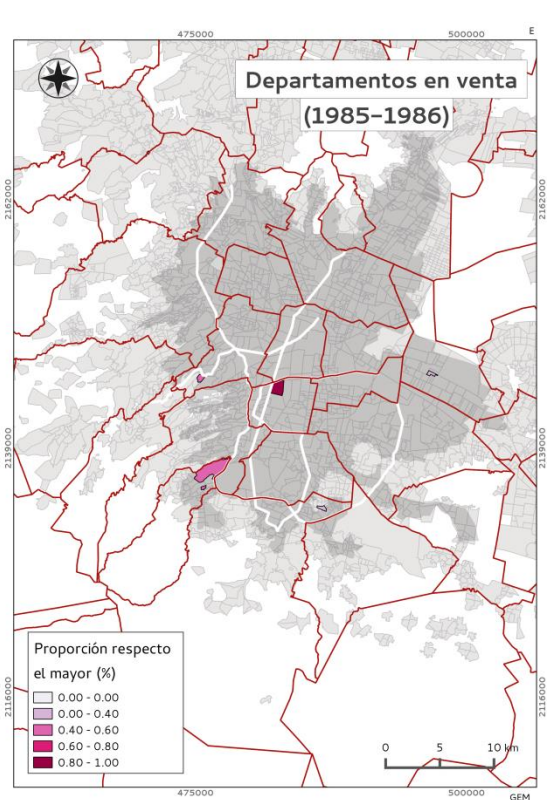 475000
500000
E
Departamentos en venta
(1985-1986)
2162000
2162000
2139000
2139000
2116000
2116000
Proporción respecto
el mayor (%)
0.00 - 0.00
0.00 - 0.40
0.40 - 0.60
0.60 - 0.80
0.80 - 1.00
0 5 10 km
475000
500000
GEM